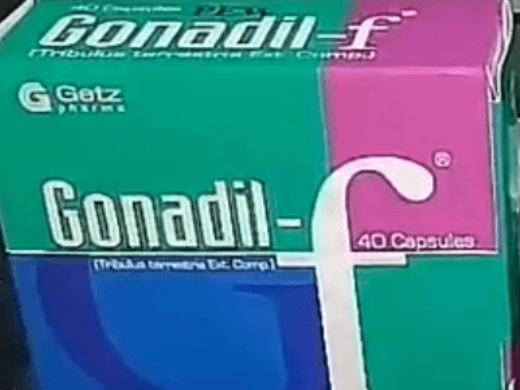 40 Capsules
Gonadil-f
(Tribulus terrestris Ext. Comp.)
Getz
pharma
Gonadil-f®
40 Capsules
(Tribulus terrestris Ext. Comp.)